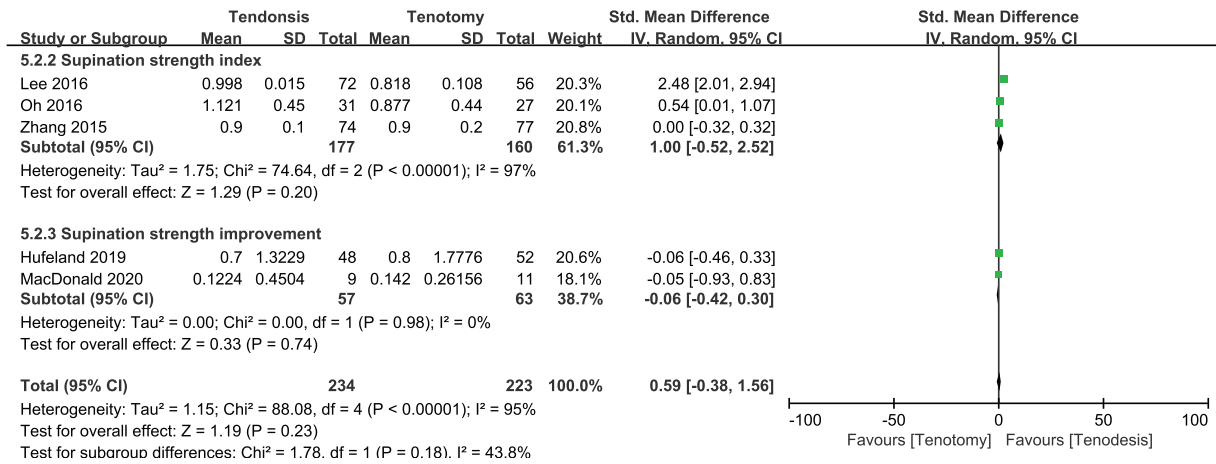 Tendonsis Tenotomy Std. Mean Difference Std. Mean Difference
Study or Subgroup Mean SD Total Mean SD Total Weight IV, Random, 95% CI IV, Random, 95% CI
5.2.2 Supination strength index
Lee 2016 0.998 0.015 72 0.818 0.108 56 20.3% 2.48 [2.01, 2.94]
Oh 2016 1.121 0.45 31 0.877 0.44 27 20.1% 0.54 [0.01, 1.07]
Zhang 2015 0.9 0.1 74 0.9 0.2 77 20.8% 0.00 [-0.32, 0.32]
Subtotal (95% CI) 177 160 61.3% 1.00 [-0.52, 2.52]
Heterogeneity: Tau² = 1.75; Chi² = 74.64, df = 2 (P < 0.00001); I² = 97%
Test for overall effect: Z = 1.29 (P = 0.20)
5.2.3 Supination strength improvement
Hufeland 2019 0.7 1.3229 48 0.8 1.7776 52 20.6% -0.06 [-0.46, 0.33]
MacDonald 2020 0.1224 0.4504 9 0.142 0.26156 11 18.1% -0.05 [-0.93, 0.83]
Subtotal (95% CI) 57 63 38.7% -0.06 [-0.42, 0.30]
Heterogeneity: Tau² = 0.00; Chi² = 0.00, df = 1 (P = 0.98); I² = 0%
Test for overall effect: Z = 0.33 (P = 0.74)
Total (95% CI) 234 223 100.0% 0.59 [-0.38, 1.56]
Heterogeneity: Tau² = 1.15; Chi² = 88.08, df = 4 (P < 0.00001); I² = 95%
Test for overall effect: Z = 1.19 (P = 0.23)
Test for subgroup differences: Chi² = 1.78, df = 1 (P = 0.18), I² = 43.8%
-100 -50 0 50 100
Favours [Tenotomy] Favours [Tenodesis]